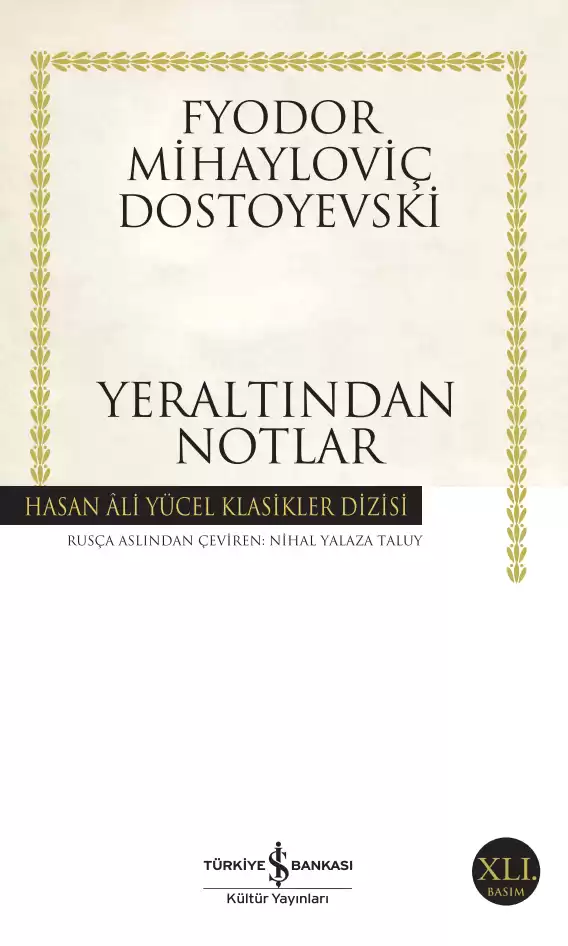 FYODOR
MİHAYLOVİÇ
DOSTOYEVSKİ
YERALTINDAN
NOTLAR
HASAN ÂLİ YÜCEL KLASİKLER DİZİSİ
RUSÇA ASLINDAN ÇEVİREN: NİHAL YALAZA TALUY
TÜRKİYE İŞ BANKASI
Kültür Yayınları
XLI.
BASIM